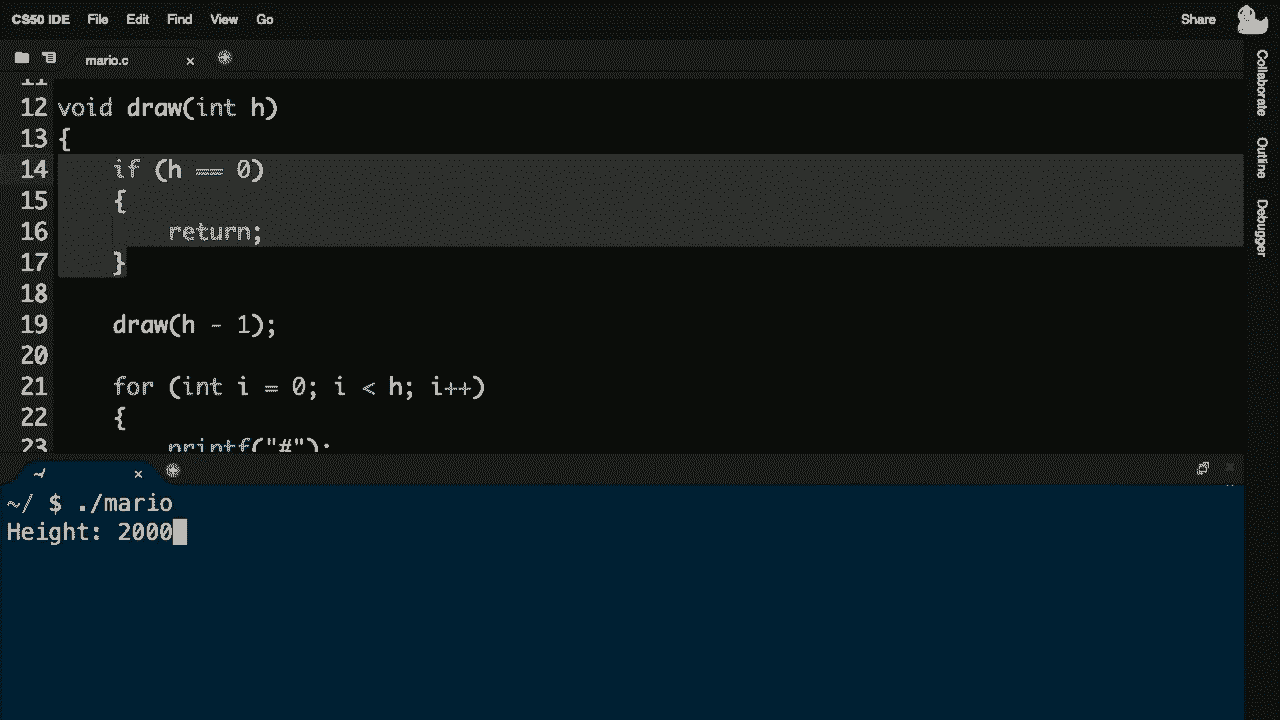 CS50 IDE File Edit Find View Go Share
mario.c ×
11
12 void draw(int h)
13 {
14 if (h == 0)
15 {
16 return;
17 }
18
19 draw(h - 1);
20
21 for (int i = 0; i < h; i++)
22 {
23 printf("#");
~/ ×
~/ $ ./mario
Height: 2000
Collaborate
Outline
Debugger